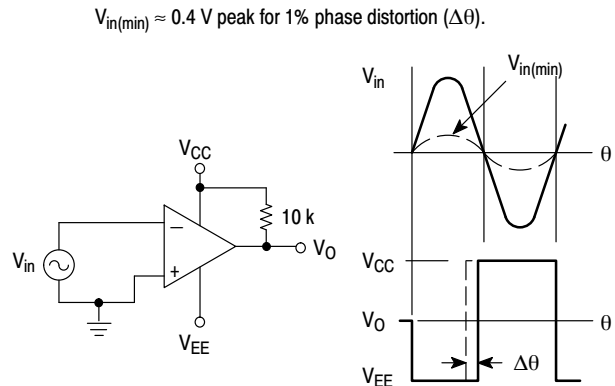 V_in(min) ≈ 0.4 V peak for 1% phase distortion (Δθ).
V_in
V_in(min)
θ
V_CC
10 k
−
+
V_in
V_O
V_EE
V_CC
V_O
θ
V_EE
Δθ